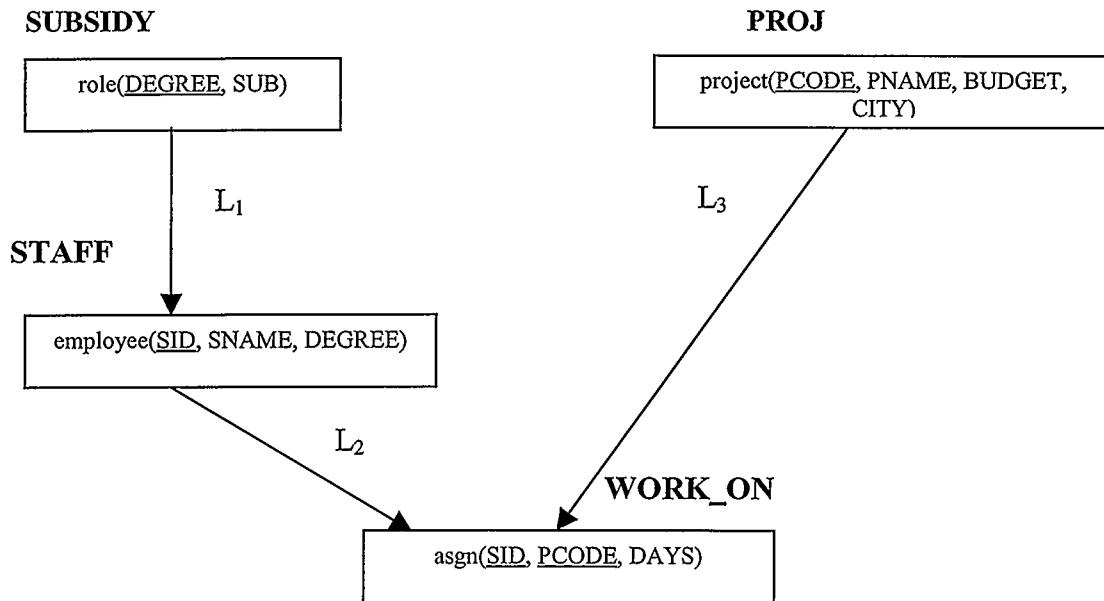 SUBSIDY
PROJ
role(DEGREE, SUB)
project(PCODE, PNAME, BUDGET,
CITY)
L₁
L₃
STAFF
employee(SID, SNAME, DEGREE)
L₂
WORK_ON
asgn(SID, PCODE, DAYS)